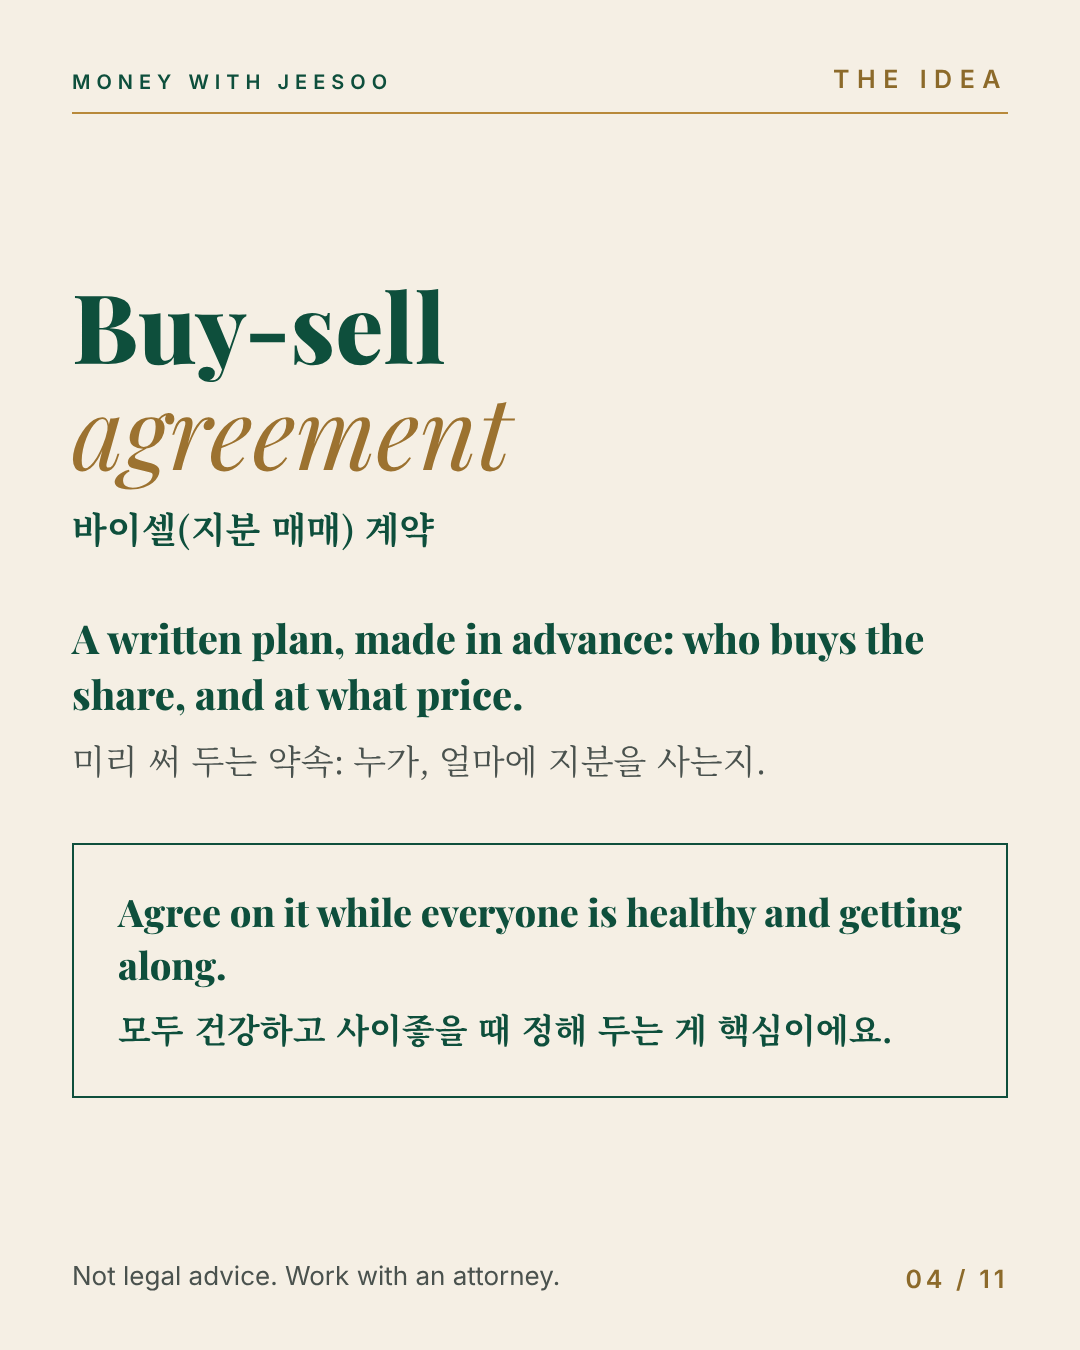 MONEY WITH JEESOO
THE IDEA
Buy-sell
agreement
바이셀(지분 매매) 계약
A written plan, made in advance: who buys the
share, and at what price.
미리 써 두는 약속: 누가, 얼마에 지분을 사는지.
Agree on it while everyone is healthy and getting
along.
모두 건강하고 사이좋을 때 정해 두는 게 핵심이에요.
Not legal advice. Work with an attorney.
04 / 11